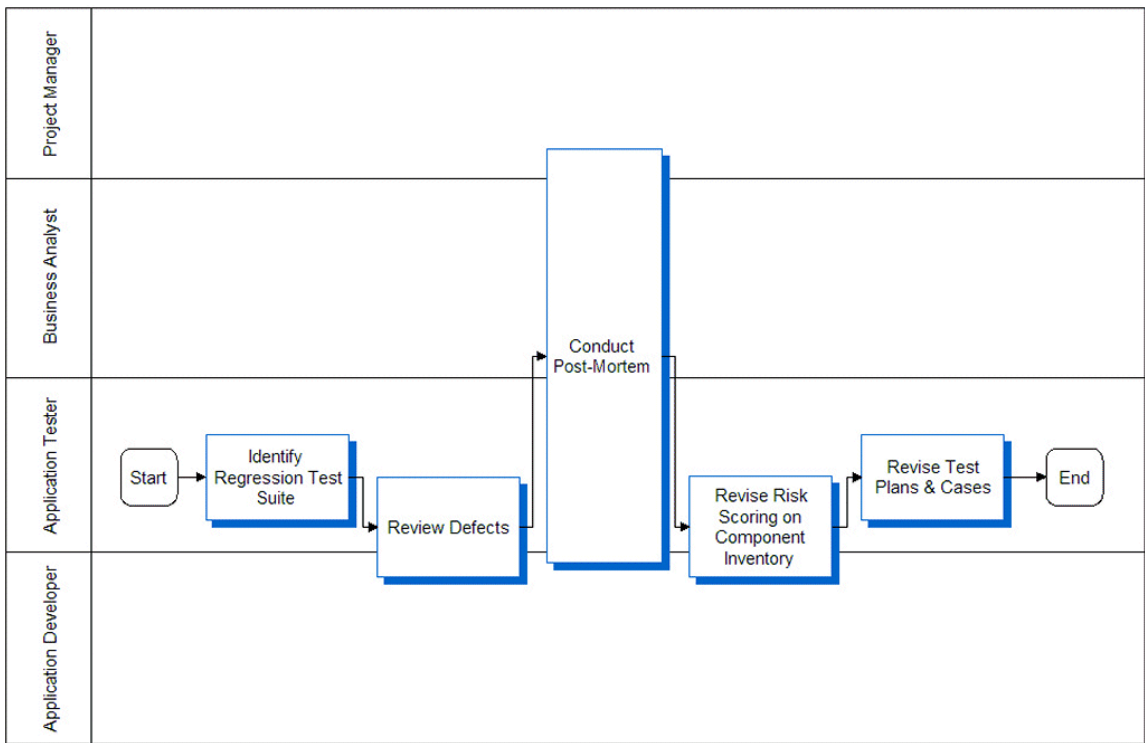 Project Manager
Business Analyst
Application Tester
Application Developer
Start
Identify
Regression Test
Suite
Review Defects
Conduct
Post-Mortem
Revise Risk
Scoring on
Component
Inventory
Revise Test
Plans & Cases
End